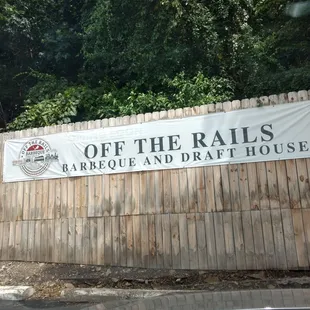 OFF THE RAILS
BARBEQUE AND DRAFT HOUSE